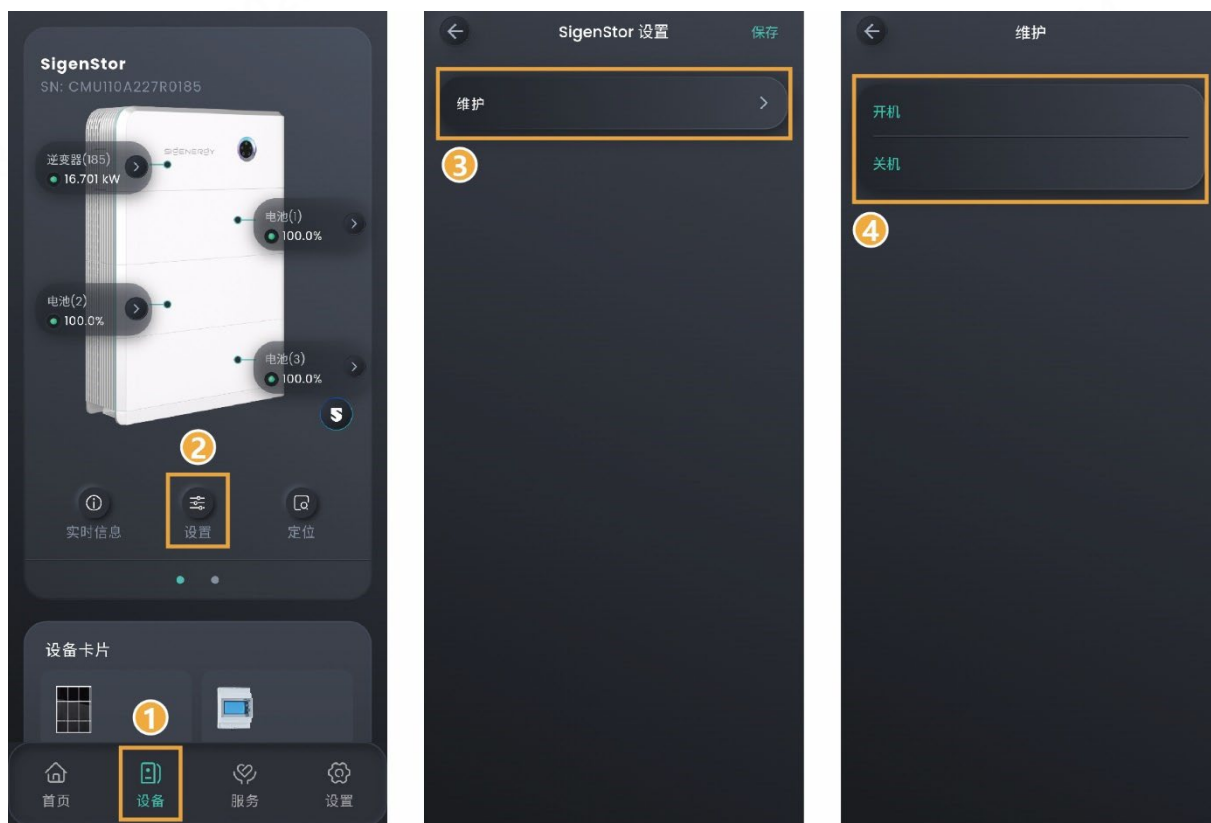 SigenStor
SN: CMU110A227R0185
SIGENERGY
逆变器(185)
16.701 kW
电池(1)
100.0%
电池(2)
100.0%
电池(3)
100.0%
2
实时信息
设置
定位
设备卡片
1
首页
设备
服务
设置
SigenStor 设置
保存
维护
3
维护
开机
关机
4